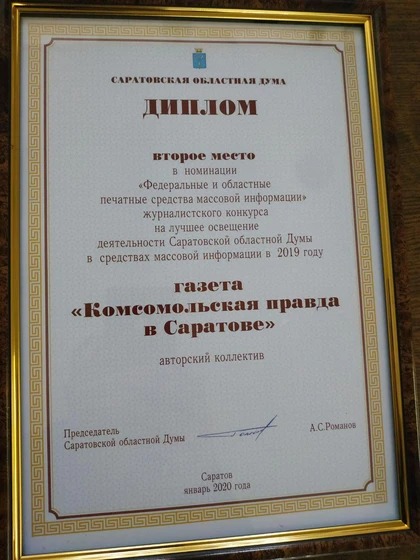 САРАТОВСКАЯ ОБЛАСТНАЯ ДУМА
ДИПЛОМ
ВТОРОЕ МЕСТО
в номинации
«Федеральные и областные
печатные средства массовой информации»
журналистского конкурса
на лучшее освещение
деятельности Саратовской областной Думы
в средствах массовой информации в 2019 году
газета
«Комсомольская правда
в Саратове»
авторский коллектив
Председатель
Саратовской областной Думы
А.С.Романов
Саратов
январь 2020 года